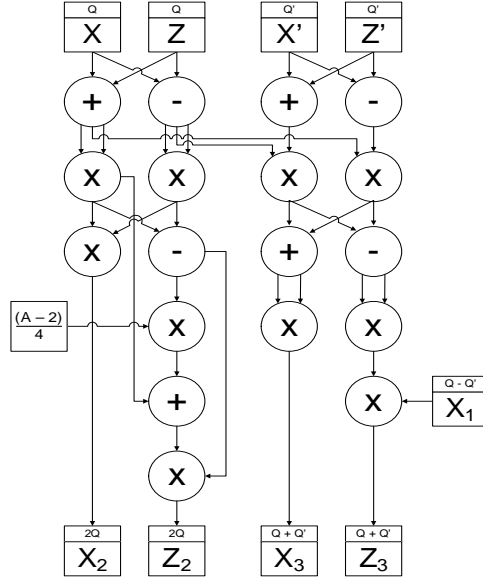 Q Q Q' Q'
X Z X' Z'
+ - + -
x x x x
x - + -
(A – 2)
4
x x x
+ x
Q - Q'
X₁
x
2Q 2Q Q + Q' Q + Q'
X₂ Z₂ X₃ Z₃